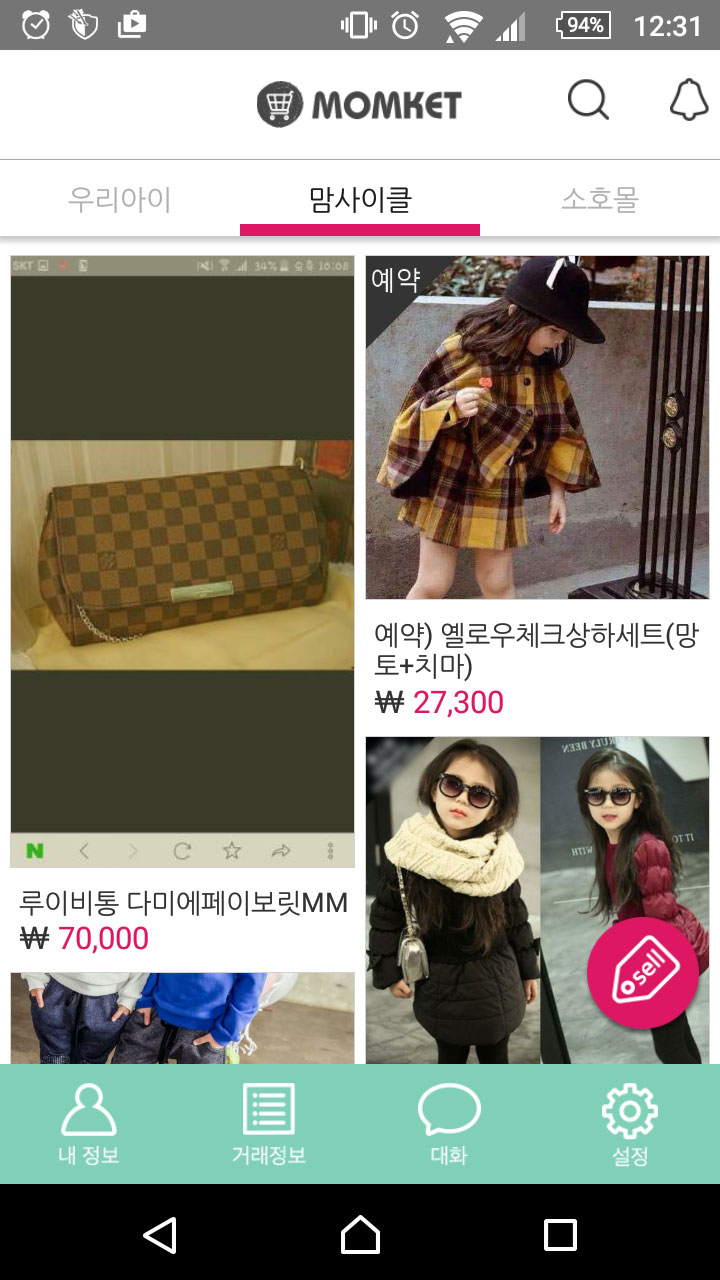 94%
12:31
MOMKET
우리아이
맘사이클
소호몰
SKT
34%
16:08
예약
N
루이비통 다미에페이보릿MM
₩ 70,000
예약) 옐로우체크상하세트(망
토+치마)
₩ 27,300
sell
내 정보
거래정보
대화
설정